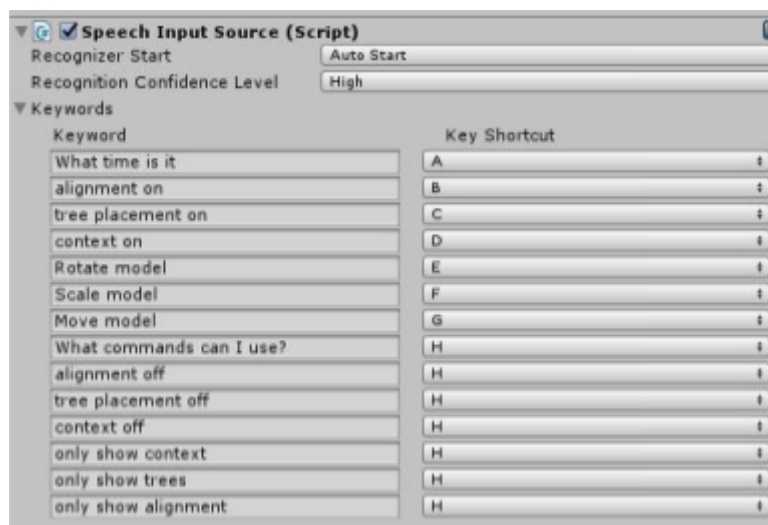 Speech Input Source (Script)
Recognizer Start Auto Start
Recognition Confidence Level High
Keywords
Keyword Key Shortcut
What time is it A
alignment on B
tree placement on C
context on D
Rotate model E
Scale model F
Move model G
What commands can I use? H
alignment off H
tree placement off H
context off H
only show context H
only show trees H
only show alignment H